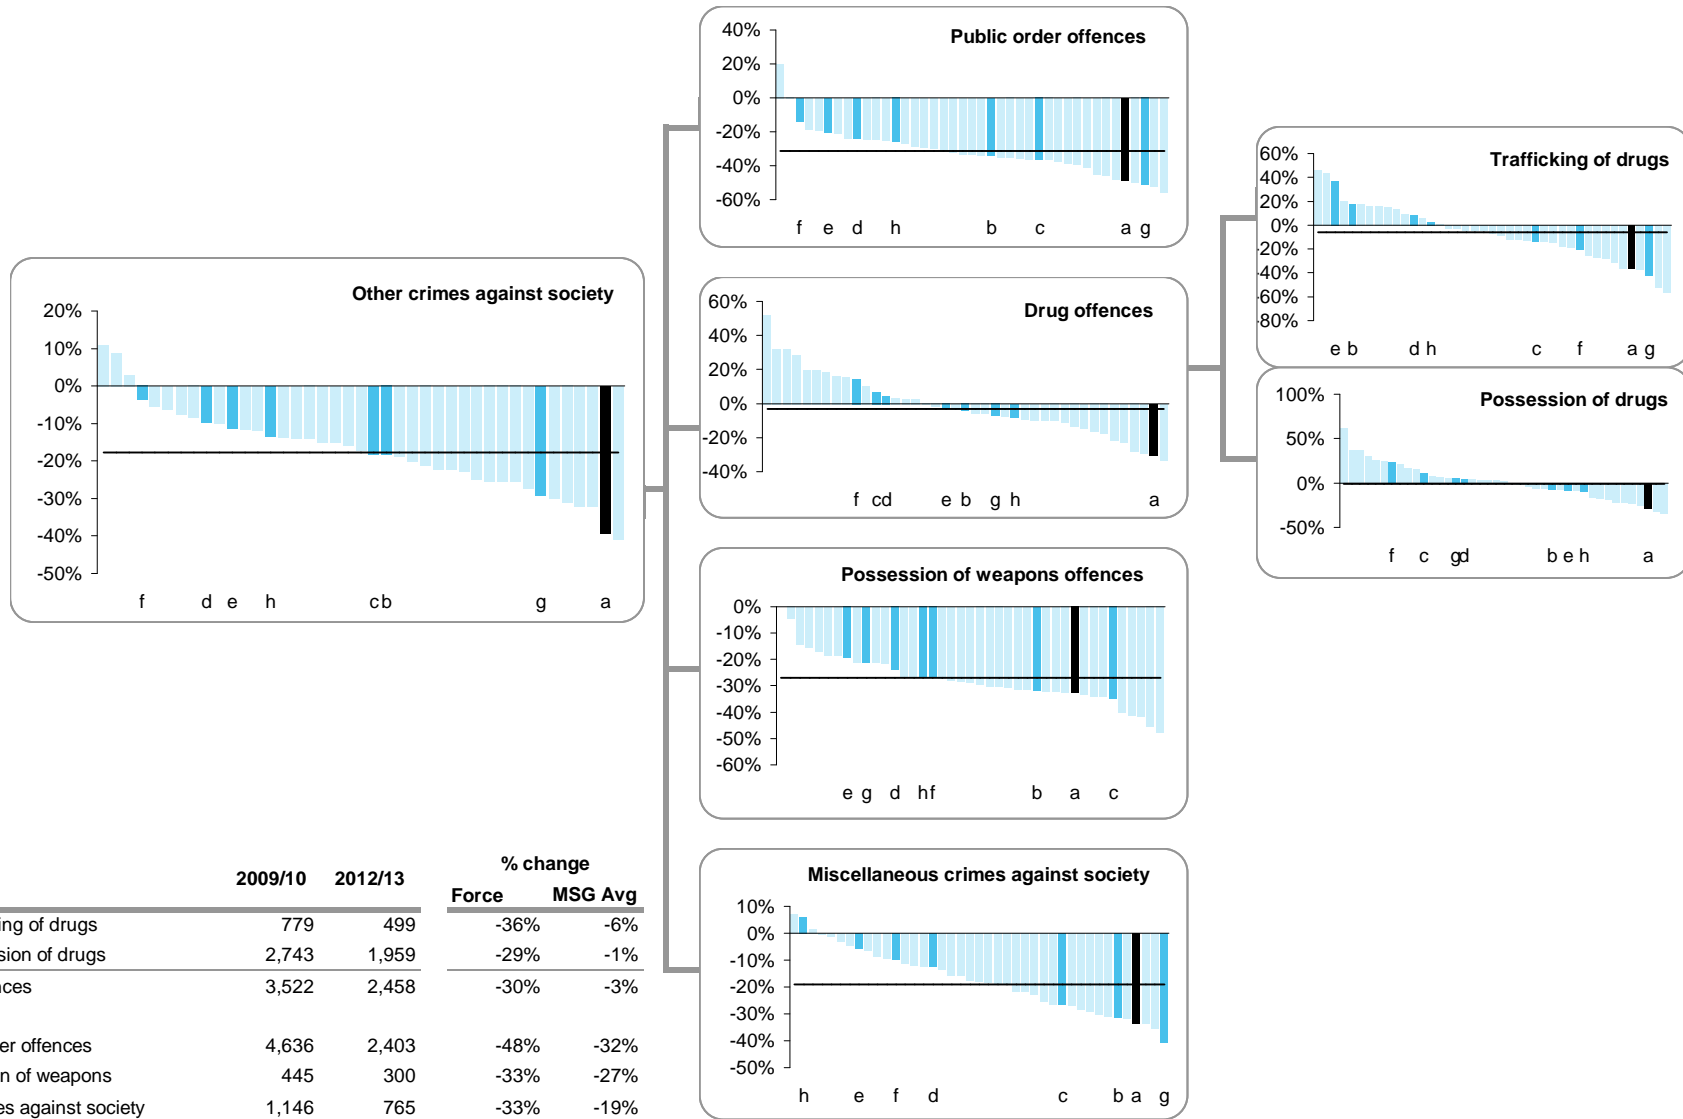 Public order offences
40%
20%
0%
-20%
-40%
-60%
f e d h b c a g
Trafficking of drugs
60%
40%
20%
0%
-20%
-40%
-60%
-80%
e b d h c f a g
Other crimes against society
20%
10%
0%
-10%
-20%
-30%
-40%
-50%
f d e h c b g a
Drug offences
60%
40%
20%
0%
-20%
-40%
f c d e b g h a
Possession of drugs
100%
50%
0%
-50%
f c g d b e h a
Possession of weapons offences
0%
-10%
-20%
-30%
-40%
-50%
-60%
e g d h f b a c
Miscellaneous crimes against society
10%
0%
-10%
-20%
-30%
-40%
-50%
h e f d c b a g
% change
2009/10 2012/13 Force MSG Avg
ing of drugs 779 499 -36% -6%
sion of drugs 2,743 1,959 -29% -1%
nces 3,522 2,458 -30% -3%
er offences 4,636 2,403 -48% -32%
n of weapons 445 300 -33% -27%
es against society 1,146 765 -33% -19%